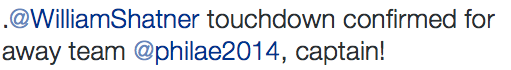 .@WilliamShatner touchdown confirmed for
away team @philae2014, captain!